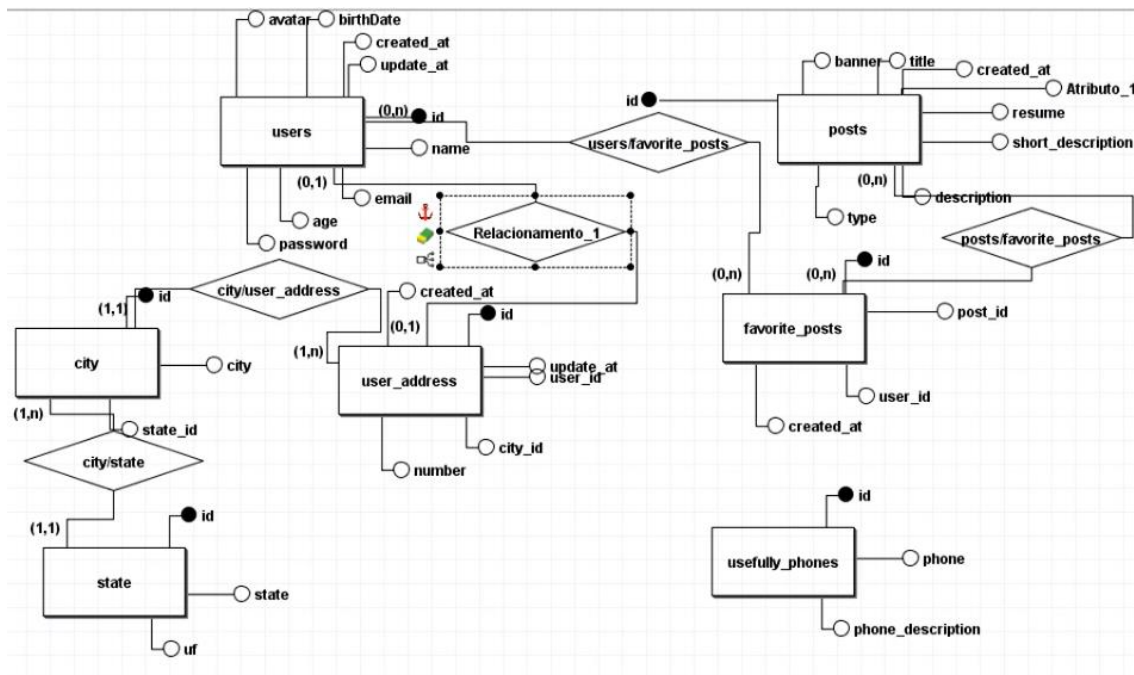 avatar
birthDate
created_at
update_at
(0,n)
id
users
name
(0,1)
email
age
password
users/favorite_posts
id
banner
title
created_at
Atributo_1
posts
resume
short_description
(0,n)
description
type
posts/favorite_posts
Relacionamento_1
city/user_address
(1,1)
id
city
city
(1,n)
state_id
city/state
(1,1)
id
state
state
uf
created_at
(0,1)
id
(1,n)
user_address
update_at
user_id
city_id
number
(0,n)
(0,n)
id
favorite_posts
post_id
user_id
created_at
id
usefully_phones
phone
phone_description